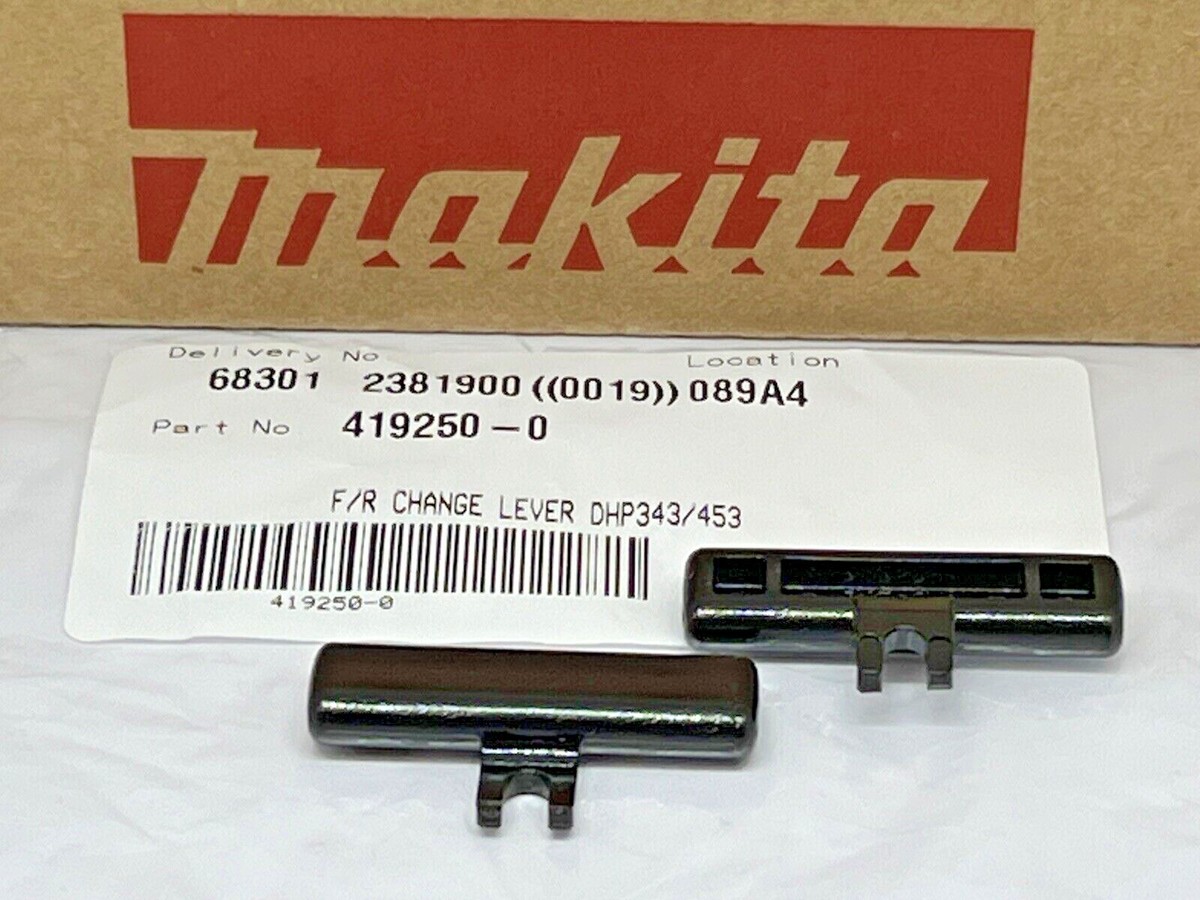 makita
Delivery No Location
68301 2381900 ((0019)) 089A4
Part No 419250-0
F/R CHANGE LEVER DHP343/453
419250-0